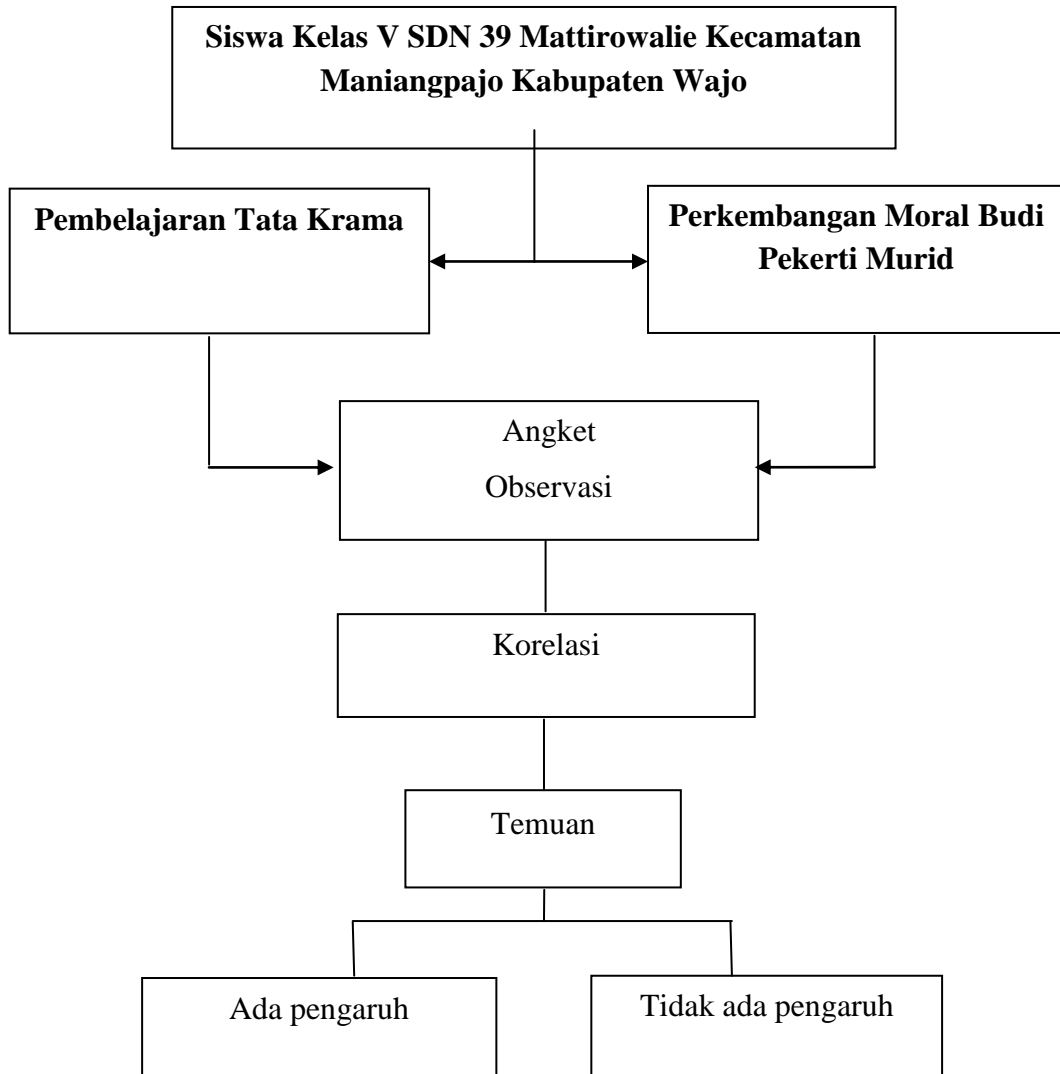 Siswa Kelas V SDN 39 Mattirowalie Kecamatan
Maniangpajo Kabupaten Wajo
Pembelajaran Tata Krama
Perkembangan Moral Budi
Pekerti Murid
Angket
Observasi
Korelasi
Temuan
Ada pengaruh
Tidak ada pengaruh